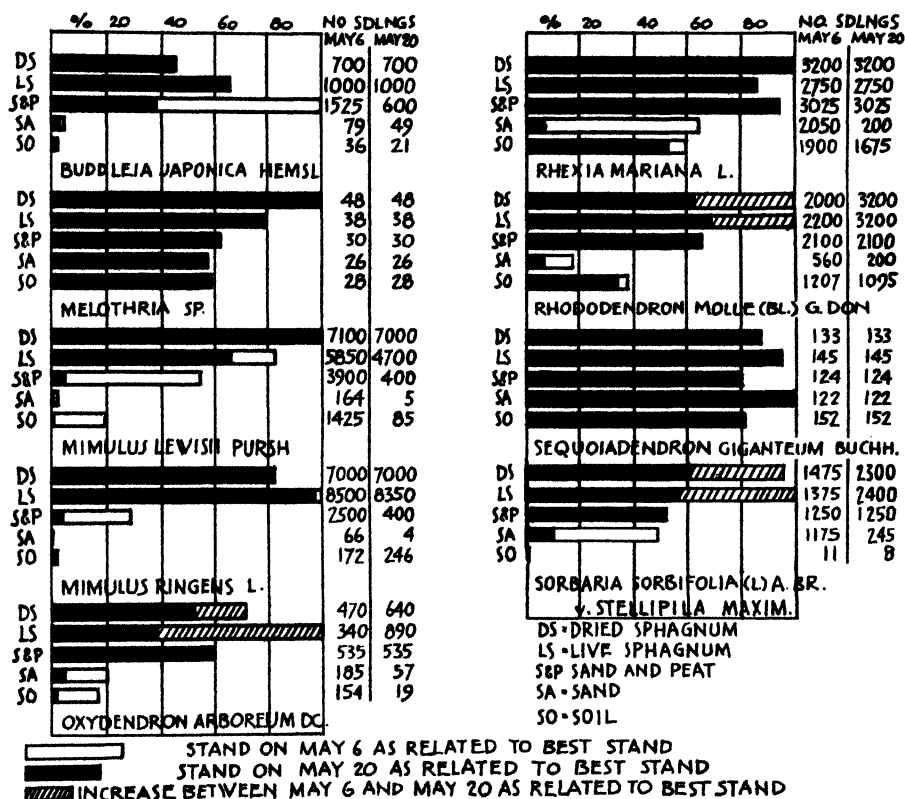 % 20 40 60 80 NO SDLNGS
MAY 6 MAY 20
DS 700 700
LS 1000 1000
S&P 1525 600
SA 79 49
SO 36 21
BUDDLEIA JAPONICA HEMSL
DS 48 48
LS 38 38
S&P 30 30
SA 26 26
SO 28 28
MELOTHRIA SP.
DS 7100 7000
LS 5850 4700
S&P 3900 400
SA 164 5
SO 1425 85
MIMULUS LEWISII PURSH
DS 7000 7000
LS 8500 8350
S&P 2500 400
SA 66 4
SO 172 246
MIMULUS RINGENS L.
DS 470 640
LS 340 890
S&P 535 535
SA 185 57
SO 154 19
OXYDENDRON ARBOREUM DC.
% 20 40 60 80 NO. SDLNGS
MAY 6 MAY 20
DS 3200 3200
LS 2750 2750
S&P 3025 3025
SA 2050 200
SO 1900 1675
RHEXIA MARIANA L.
DS 2000 3200
LS 2200 3200
S&P 2100 2100
SA 560 200
SO 1207 1095
RHODODENDRON MOLLE (BL.) G. DON
DS 133 133
LS 145 145
S&P 124 124
SA 122 122
SO 152 152
SEQUOIADENDRON GIGANTEUM BUCHH.
DS 1475 2300
LS 1375 2400
S&P 1250 1250
SA 1175 245
SO 11 8
SORBARIA SORBIFOLIA (L) A. BR.
v. STELLIPILA MAXIM.
DS = DRIED SPHAGNUM
LS = LIVE SPHAGNUM
S&P SAND AND PEAT
SA = SAND
SO = SOIL
STAND ON MAY 6 AS RELATED TO BEST STAND
STAND ON MAY 20 AS RELATED TO BEST STAND
INCREASE BETWEEN MAY 6 AND MAY 20 AS RELATED TO BEST STAND